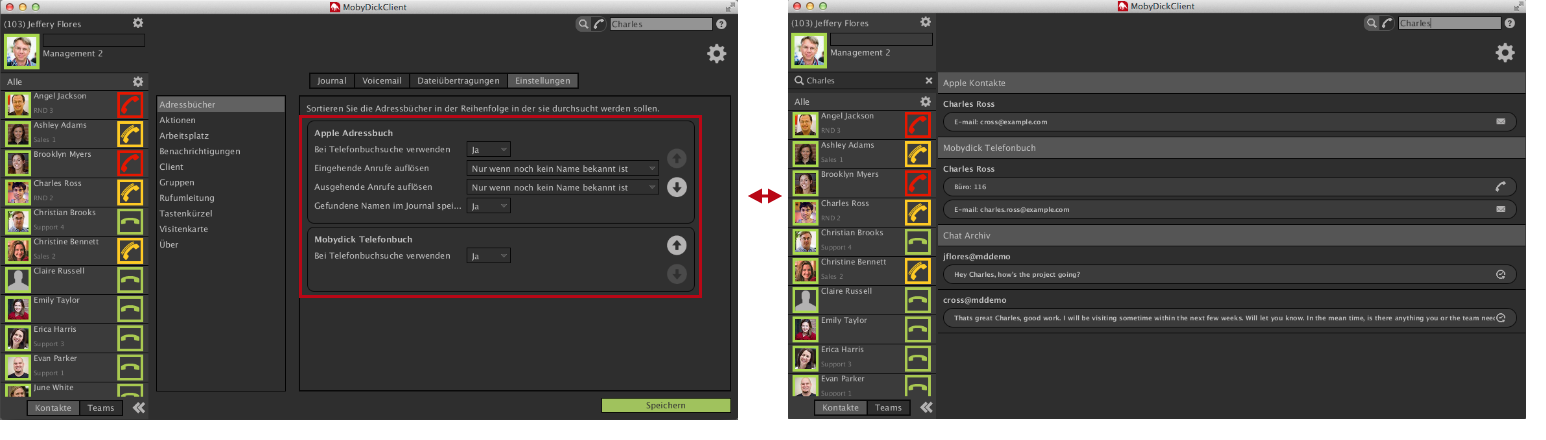 MobyDickClient
(103) Jeffery Flores
Charles
Management 2
Alle
Angel Jackson
RND 3
Ashley Adams
Sales 1
Brooklyn Myers
Charles Ross
RND 2
Christian Brooks
Support 4
Christine Bennett
Sales 2
Claire Russell
Emily Taylor
Erica Harris
Support 3
Evan Parker
Support 1
June White
Kontakte Teams
Journal Voicemail Dateiübertragungen Einstellungen
Adressbücher
Aktionen
Arbeitsplatz
Benachrichtigungen
Client
Gruppen
Rufumleitung
Tastenkürzel
Visitenkarte
Über
Sortieren Sie die Adressbücher in der Reihenfolge in der sie durchsucht werden sollen.
Apple Adressbuch
Bei Telefonbuchsuche verwenden Ja
Eingehende Anrufe auflösen Nur wenn noch kein Name bekannt ist
Ausgehende Anrufe auflösen Nur wenn noch kein Name bekannt ist
Gefundene Namen im Journal spei... Ja
Mobydick Telefonbuch
Bei Telefonbuchsuche verwenden Ja
Speichern
MobyDickClient
(103) Jeffery Flores
Charles
Management 2
Charles
Alle
Angel Jackson
RND 3
Ashley Adams
Sales 1
Brooklyn Myers
Charles Ross
RND 2
Christian Brooks
Support 4
Christine Bennett
Sales 2
Claire Russell
Emily Taylor
Erica Harris
Support 3
Evan Parker
Support 1
Kontakte Teams
Apple Kontakte
Charles Ross
E-mail: cross@example.com
Mobydick Telefonbuch
Charles Ross
Büro: 116
E-mail: charles.ross@example.com
Chat Archiv
jflores@mddemo
Hey Charles, how's the project going?
cross@mddemo
Thats great Charles, good work. I will be visiting sometime within the next few weeks. Will let you know. In the mean time, is there anything you or the team need